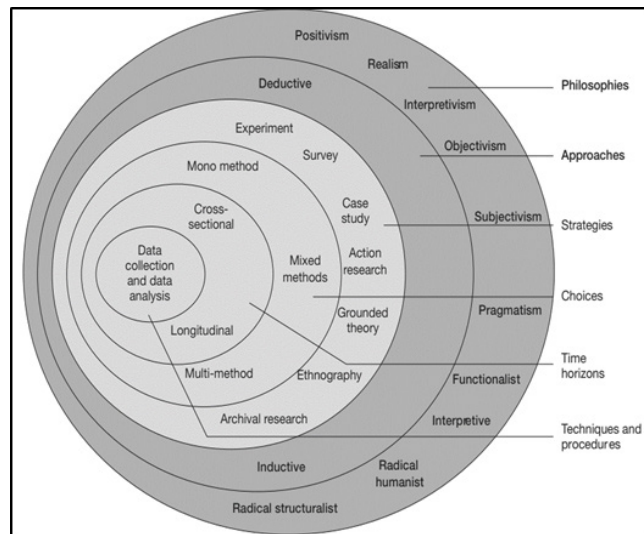 Positivism
Realism
Deductive
Philosophies
Interpretivism
Experiment
Objectivism
Survey
Approaches
Mono method
Case
study
Cross-
sectional
Subjectivism
Strategies
Data
collection
and data
analysis
Mixed
methods
Action
research
Choices
Pragmatism
Grounded
theory
Longitudinal
Time
horizons
Multi-method
Ethnography
Functionalist
Archival research
Interpretive
Techniques and
procedures
Inductive
Radical
humanist
Radical structuralist